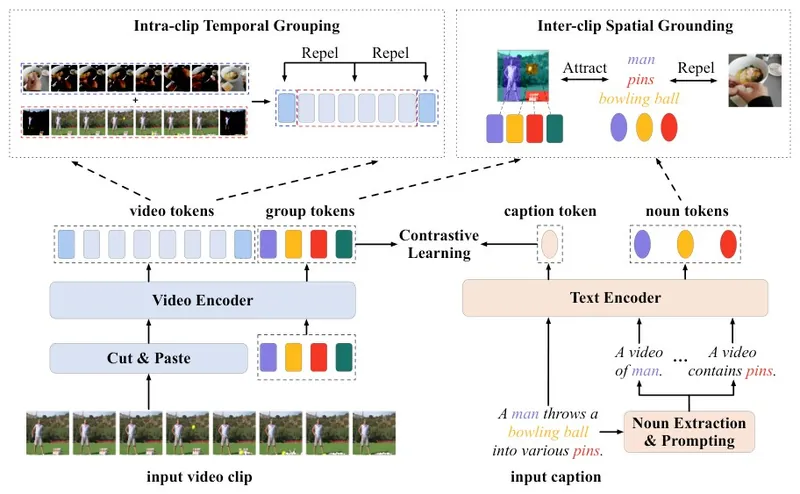 Intra-clip Temporal Grouping
Repel Repel
+
Inter-clip Spatial Grounding
Attract
man
pins
bowling ball
Repel
video tokens
group tokens
Contrastive
Learning
caption token
noun tokens
Video Encoder
Text Encoder
Cut & Paste
A video
of man.
...
A video
contains pins.
A man throws a
bowling ball
into various pins.
Noun Extraction
& Prompting
input video clip
input caption